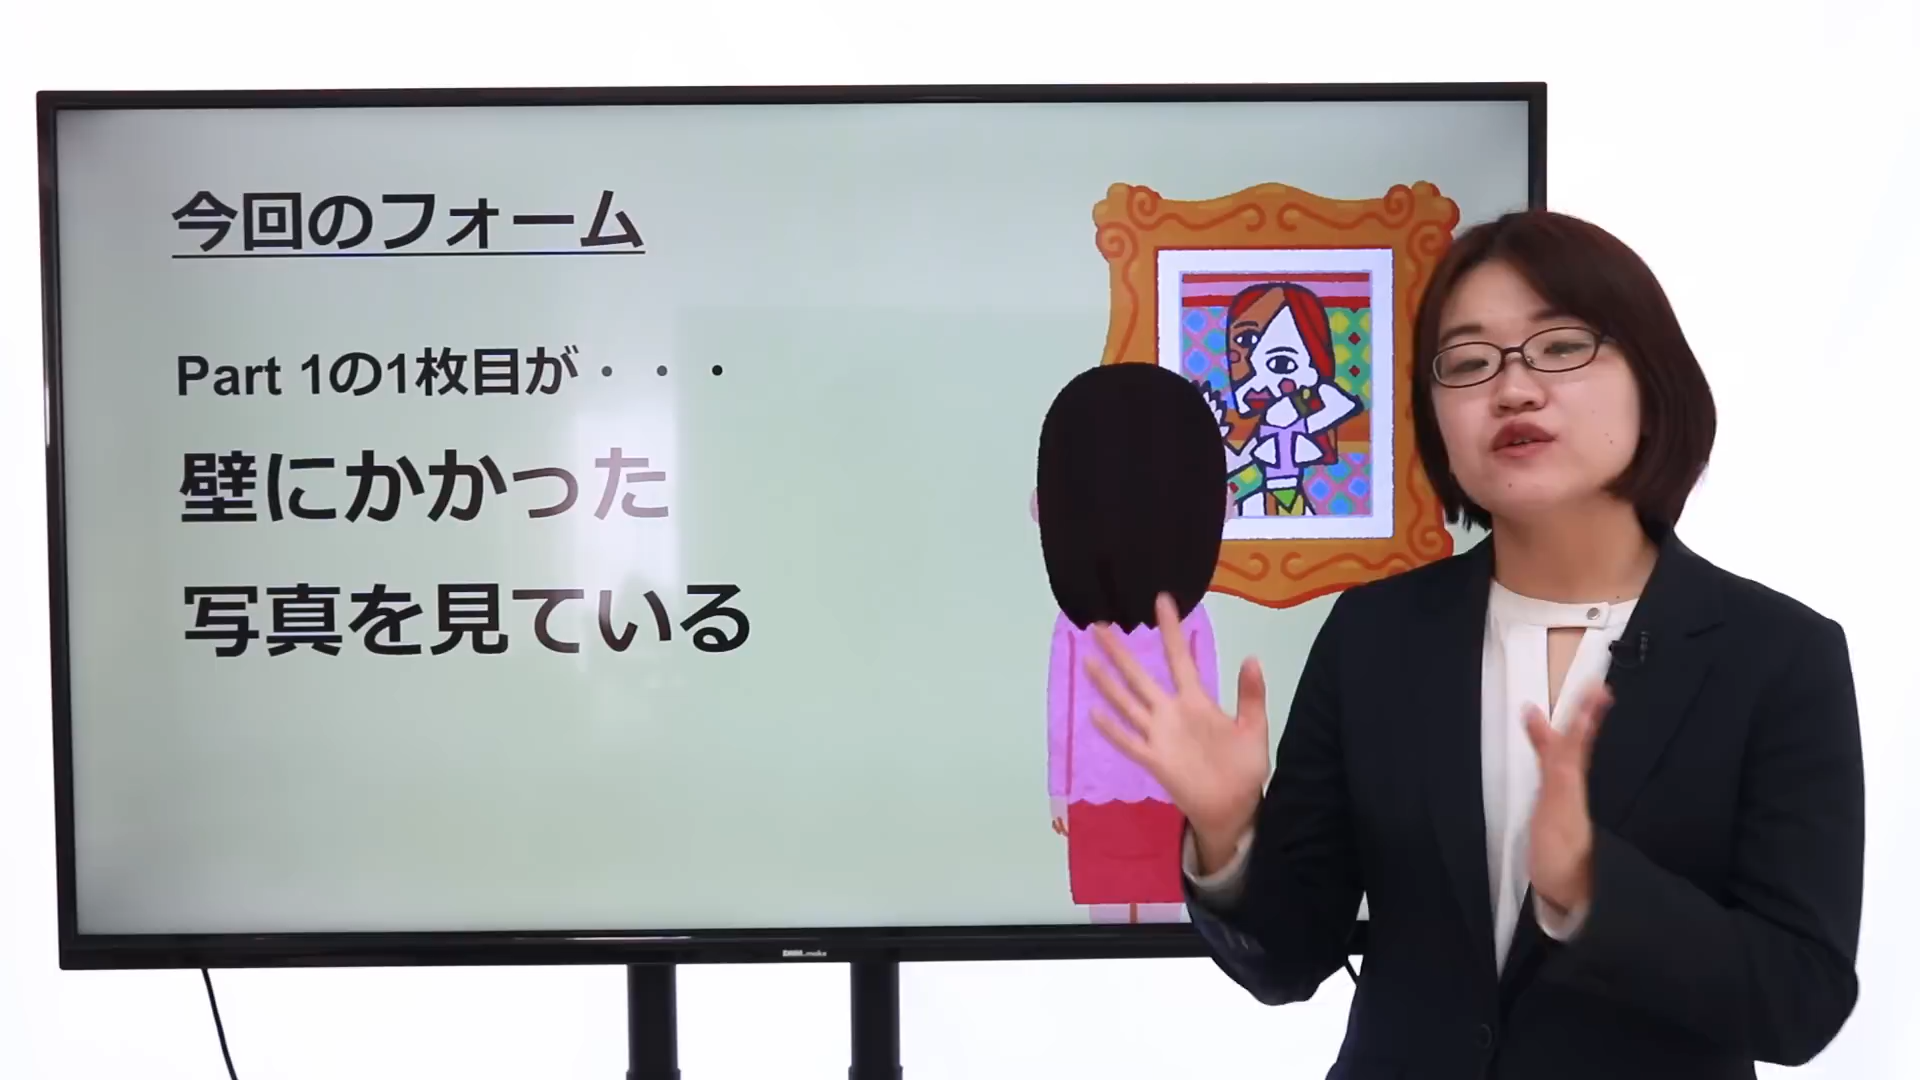 今回のフォーム
Part 1の1枚目が・・・
壁にかかった
写真を見ている